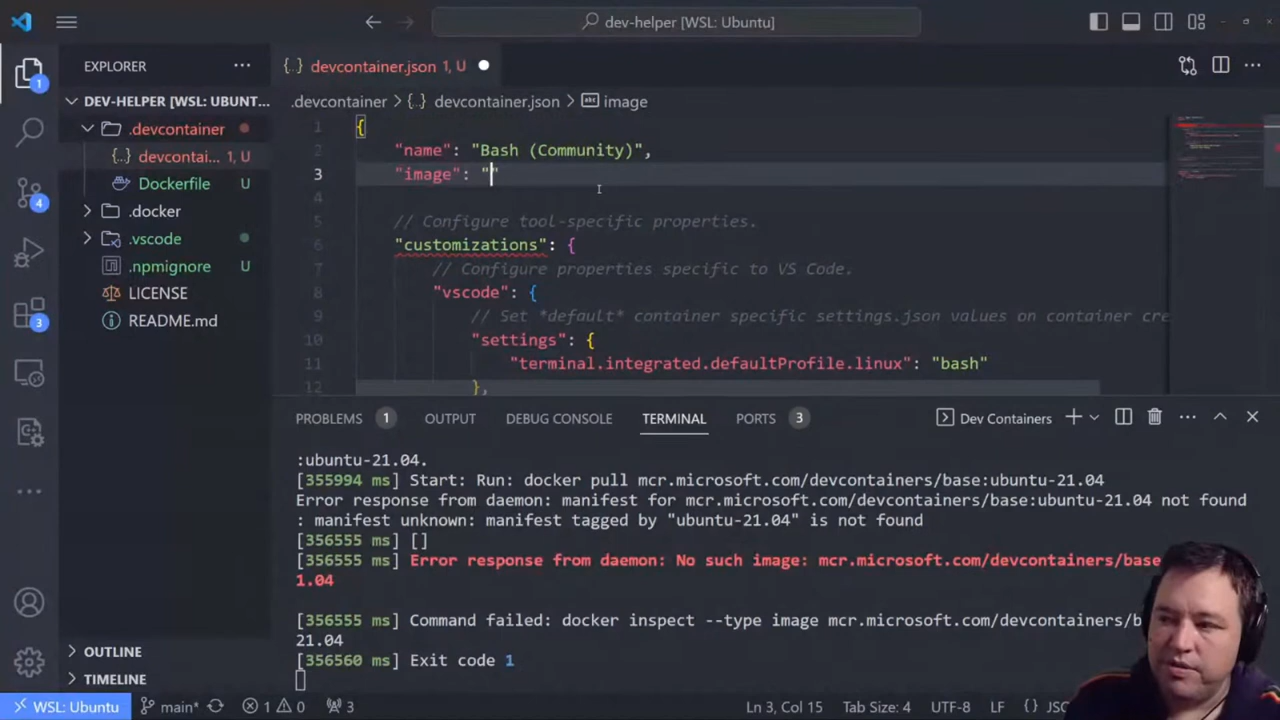 dev-helper [WSL: Ubuntu]
EXPLORER
DEV-HELPER [WSL: UBUNT...
.devcontainer
devcontai... 1, U
Dockerfile U
.docker
.vscode
.npmignore U
LICENSE
README.md
OUTLINE
TIMELINE
1
4
3
devcontainer.json 1, U
.devcontainer > {..} devcontainer.json > image
1 {
2 "name": "Bash (Community)",
3 "image": ""
4
5 // Configure tool-specific properties.
6 "customizations": {
7 // Configure properties specific to VS Code.
8 "vscode": {
9 // Set *default* container specific settings.json values on container cre
10 "settings": {
11 "terminal.integrated.defaultProfile.linux": "bash"
12 },
PROBLEMS 1 OUTPUT DEBUG CONSOLE TERMINAL PORTS 3 Dev Containers
:ubuntu-21.04.
[355994 ms] Start: Run: docker pull mcr.microsoft.com/devcontainers/base:ubuntu-21.04
Error response from daemon: manifest for mcr.microsoft.com/devcontainers/base:ubuntu-21.04 not found
: manifest unknown: manifest tagged by "ubuntu-21.04" is not found
[356555 ms] []
[356555 ms] Error response from daemon: No such image: mcr.microsoft.com/devcontainers/base
1.04
[356555 ms] Command failed: docker inspect --type image mcr.microsoft.com/devcontainers/b
21.04
[356560 ms] Exit code 1
WSL: Ubuntu main* 1 0 3 Ln 3, Col 15 Tab Size: 4 UTF-8 LF {} JSO